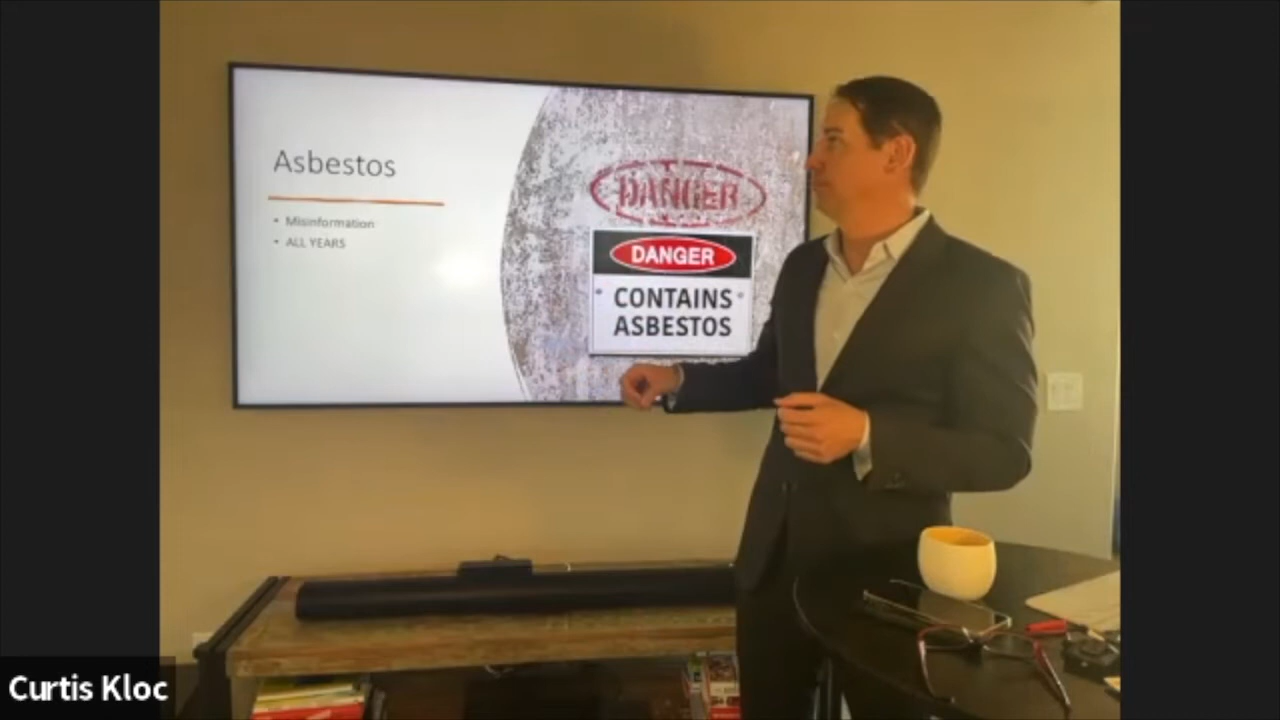 Asbestos
• Misinformation
• ALL YEARS
DANGER
DANGER
CONTAINS
ASBESTOS
Curtis Kloc